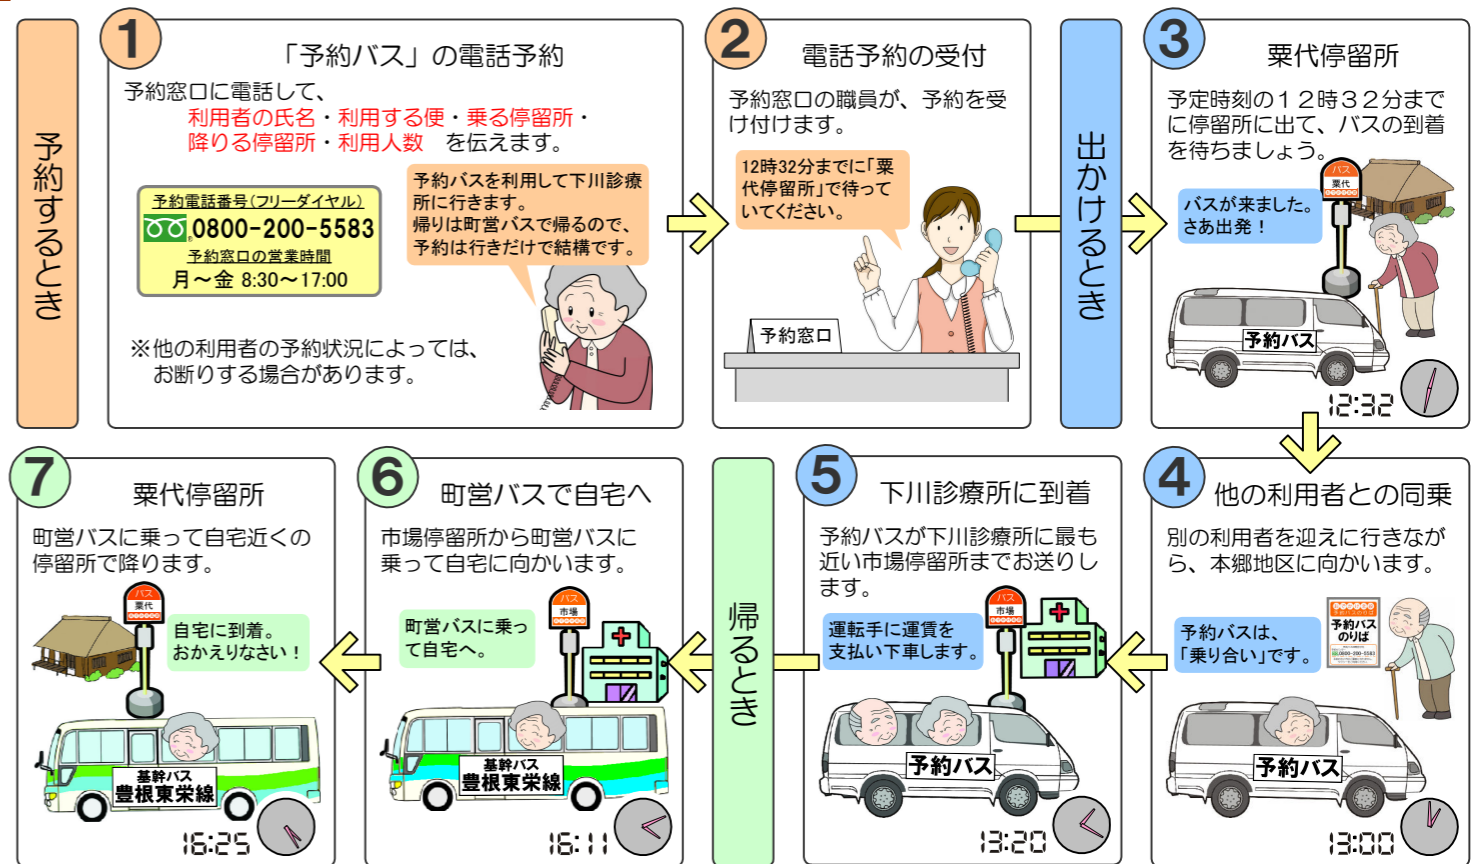 予約するとき
1
「予約バス」の電話予約
予約窓口に電話して、
利用者の氏名・利用する便・乗る停留所・
降りる停留所・利用人数　を伝えます。
予約電話番号(フリーダイヤル)
0800-200-5583
予約窓口の営業時間
月～金 8:30～17:00
予約バスを利用して下川診療
所に行きます。
帰りは町営バスで帰るので、
予約は行きだけで結構です。
※他の利用者の予約状況によっては、
お断りする場合があります。
2
電話予約の受付
予約窓口の職員が、予約を受
け付けます。
12時32分までに「粟
代停留所」で待って
いてください。
予約窓口
出かけるとき
3
粟代停留所
予定時刻の１２時３２分まで
に停留所に出て、バスの到着
を待ちましょう。
バス
粟代
バスが来ました。
さあ出発！
予約バス
12:32
4
他の利用者との同乗
別の利用者を迎えに行きなが
ら、本郷地区に向かいます。
予約バスは、
「乗り合い」です。
予約バス
のりば
0800-200-5583
予約バス
13:00
5
下川診療所に到着
予約バスが下川診療所に最も
近い市場停留所までお送りし
ます。
運転手に運賃を
支払い下車します。
バス
市場
予約バス
13:20
帰るとき
6
町営バスで自宅へ
市場停留所から町営バスに
乗って自宅に向かいます。
町営バスに乗っ
て自宅へ。
バス
市場
基幹バス
豊根東栄線
16:11
7
粟代停留所
町営バスに乗って自宅近くの
停留所で降ります。
バス
粟代
自宅に到着。
おかえりなさい！
基幹バス
豊根東栄線
16:25